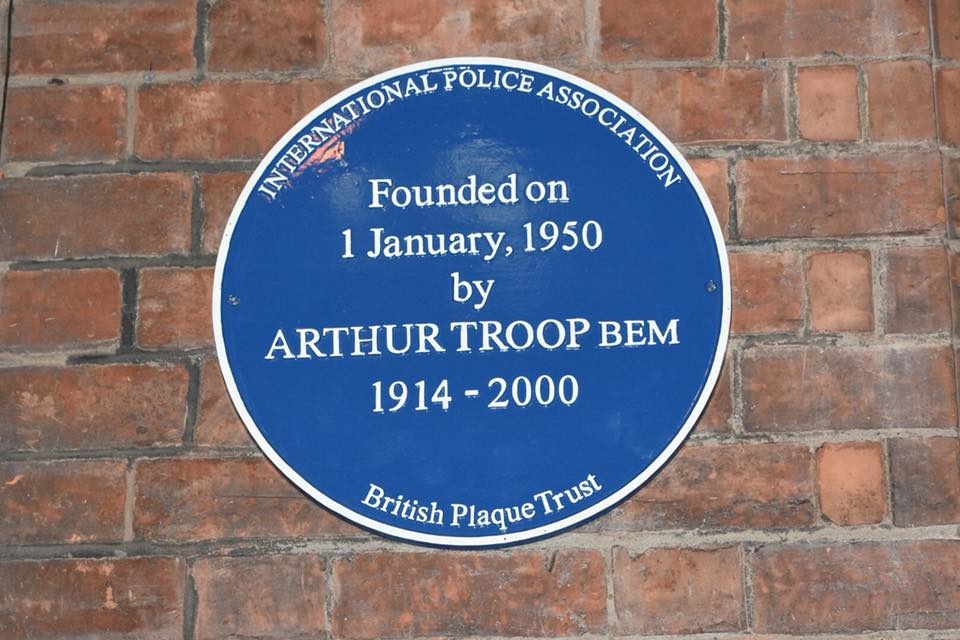 INTERNATIONAL POLICE ASSOCIATION
Founded on
1 January, 1950
by
ARTHUR TROOP BEM
1914 - 2000
British Plaque Trust